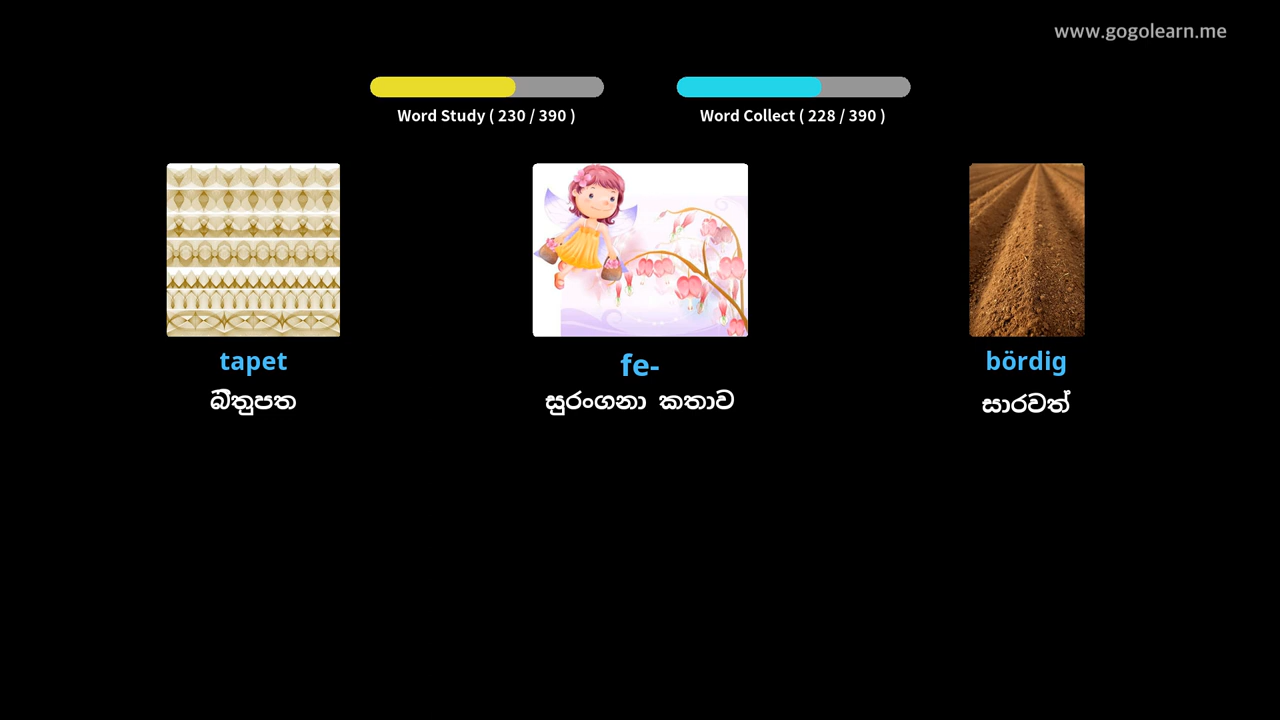 www.gogolearn.me
Word Study ( 230 / 390 )
Word Collect ( 228 / 390 )
tapet
බිතුපත
fe-
සුරංගනා කතාව
bördig
සාරවත්